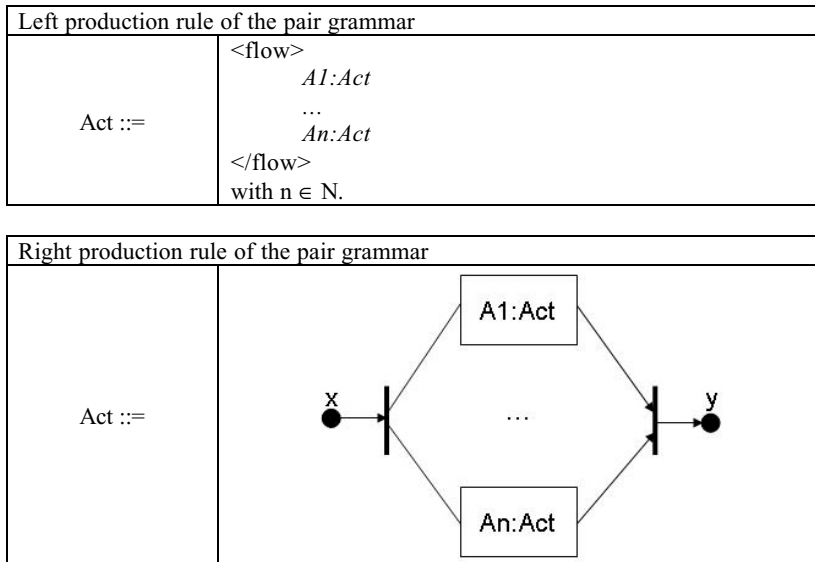 Left production rule of the pair grammar
Act ::=
<flow>
A1:Act
…
An:Act
</flow>
with n ∈ N.
Right production rule of the pair grammar
Act ::=
A1:Act
x
…
y
An:Act